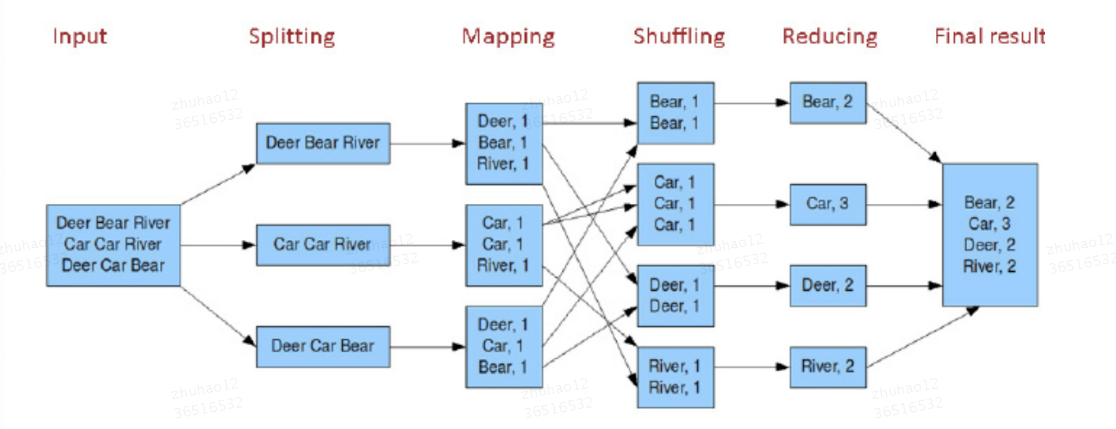 Input
Splitting
Mapping
Shuffling
Reducing
Final result
Deer Bear River
Car Car River
Deer Car Bear
Deer Bear River
Car Car River
Deer Car Bear
Deer, 1
Bear, 1
River, 1
Car, 1
Car, 1
River, 1
Deer, 1
Car, 1
Bear, 1
Bear, 1
Bear, 1
Car, 1
Car, 1
Car, 1
Deer, 1
Deer, 1
River, 1
River, 1
Bear, 2
Car, 3
Deer, 2
River, 2
Bear, 2
Car, 3
Deer, 2
River, 2
zhuhao12
36516532
zhuhao12
36516532
zhuhao12
36516532
zhuhao12
36516532
zhuhao12
36516532
zhuhao12
36516532
zhuhao12
36516532
zhuhao12
36516532
zhuhao12
36516532
zhuhao12
36516532